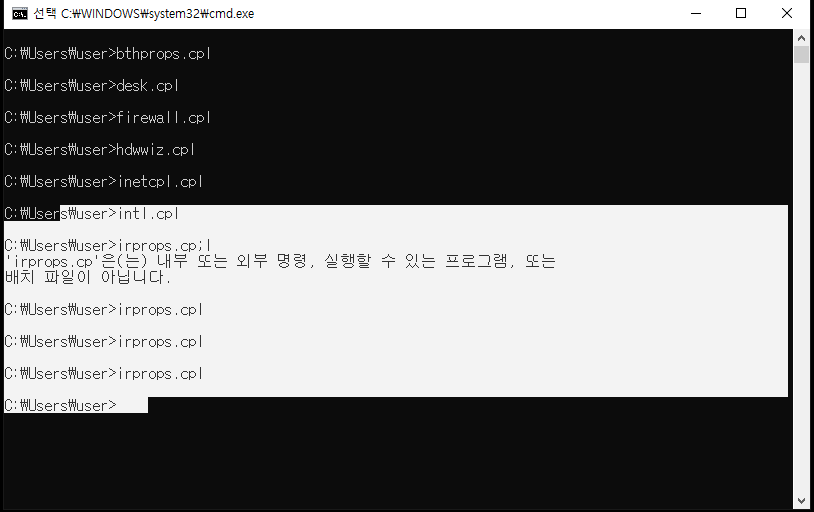 선택 C:₩WINDOWS₩system32₩cmd.exe
C:₩Users₩user>bthprops.cpl
C:₩Users₩user>desk.cpl
C:₩Users₩user>firewall.cpl
C:₩Users₩user>hdwwiz.cpl
C:₩Users₩user>inetcpl.cpl
C:₩Users₩user>intl.cpl
C:₩Users₩user>irprops.cp;l
'irprops.cp'은(는) 내부 또는 외부 명령, 실행할 수 있는 프로그램, 또는
배치 파일이 아닙니다.
C:₩Users₩user>irprops.cpl
C:₩Users₩user>irprops.cpl
C:₩Users₩user>irprops.cpl
C:₩Users₩user>